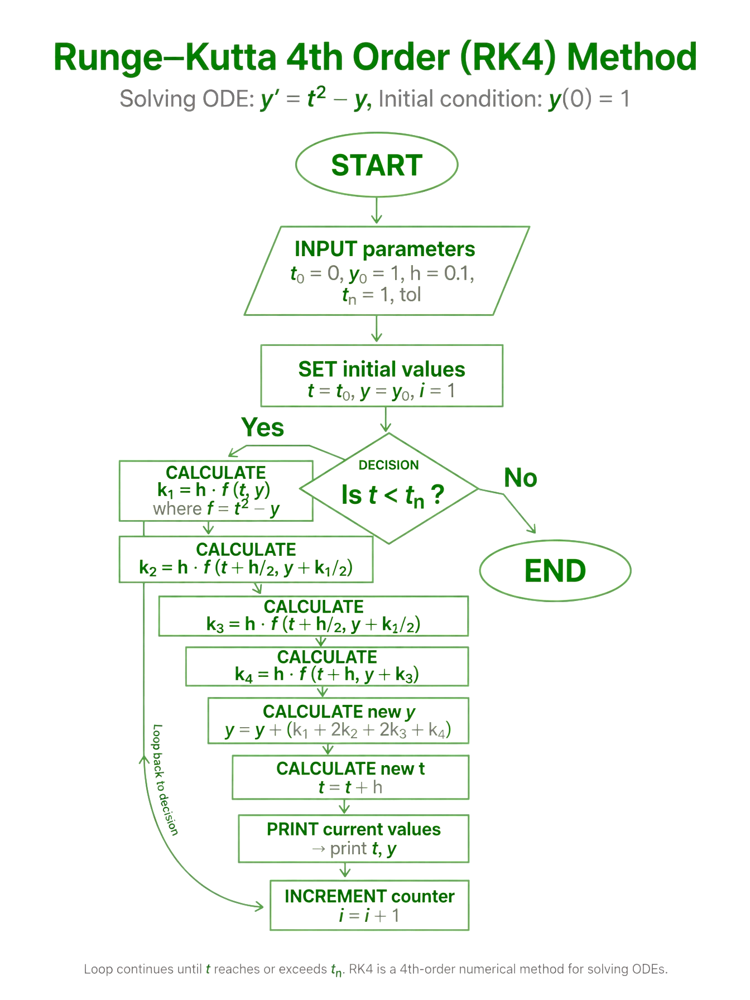 Runge–Kutta 4th Order (RK4) Method
Solving ODE: y′ = t² − y, Initial condition: y(0) = 1
START
INPUT parameters
t₀ = 0, y₀ = 1, h = 0.1,
tₙ = 1, tol
SET initial values
t = t₀, y = y₀, i = 1
Yes
DECISION
Is t < tₙ ?
No
CALCULATE
k₁ = h · f (t, y)
where f = t² − y
CALCULATE
k₂ = h · f (t + h/₂, y + k₁/₂)
END
CALCULATE
k₃ = h · f (t + h/₂, y + k₁/₂)
CALCULATE
k₄ = h · f (t + h, y + k₃)
CALCULATE new y
y = y + (k₁ + 2k₂ + 2k₃ + k₄)
Loop back to decision
CALCULATE new t
t = t + h
PRINT current values
→ print t, y
INCREMENT counter
i = i + 1
Loop continues until t reaches or exceeds tₙ. RK4 is a 4th-order numerical method for solving ODEs.